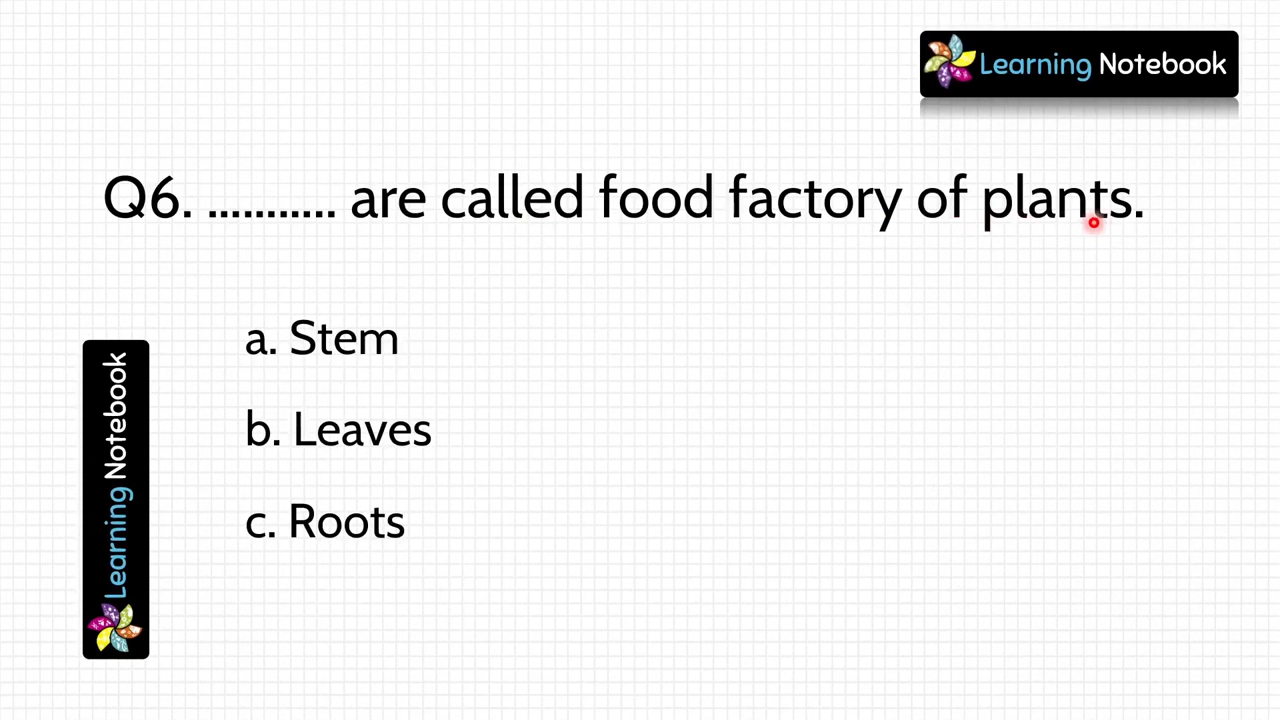 Learning Notebook
Q6. ........... are called food factory of plants.
a. Stem
b. Leaves
c. Roots
Learning Notebook